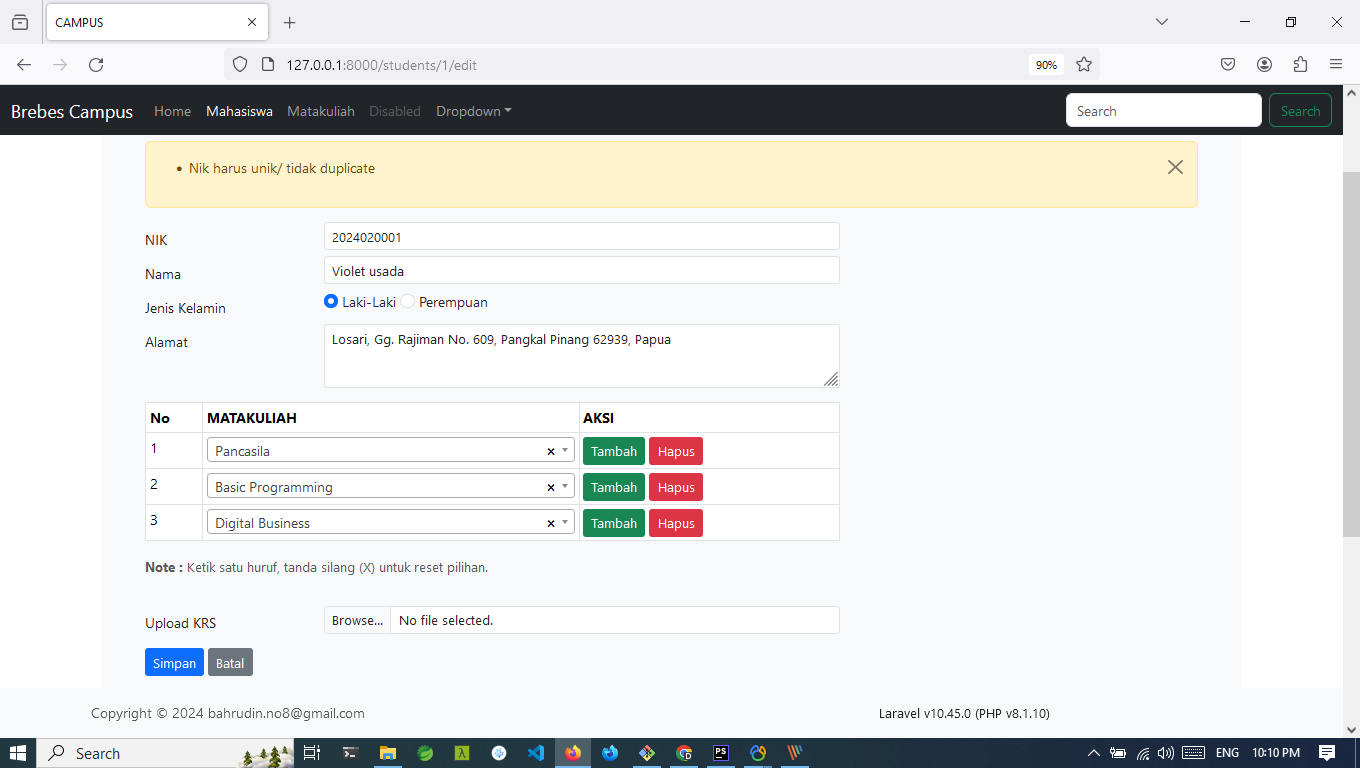 CAMPUS
127.0.0.1:8000/students/1/edit
90%
Brebes Campus Home Mahasiswa Matakuliah Disabled Dropdown Search Search
Nik harus unik/ tidak duplicate
NIK 2024020001
Nama Violet usada
Jenis Kelamin Laki-Laki Perempuan
Alamat Losari, Gg. Rajiman No. 609, Pangkal Pinang 62939, Papua
No MATAKULIAH AKSI
1 Pancasila × Tambah Hapus
2 Basic Programming × Tambah Hapus
3 Digital Business × Tambah Hapus
Note : Ketik satu huruf, tanda silang (X) untuk reset pilihan.
Upload KRS Browse... No file selected.
Simpan Batal
Copyright © 2024 bahrudin.no8@gmail.com Laravel v10.45.0 (PHP v8.1.10)
Search PS ENG 10:10 PM